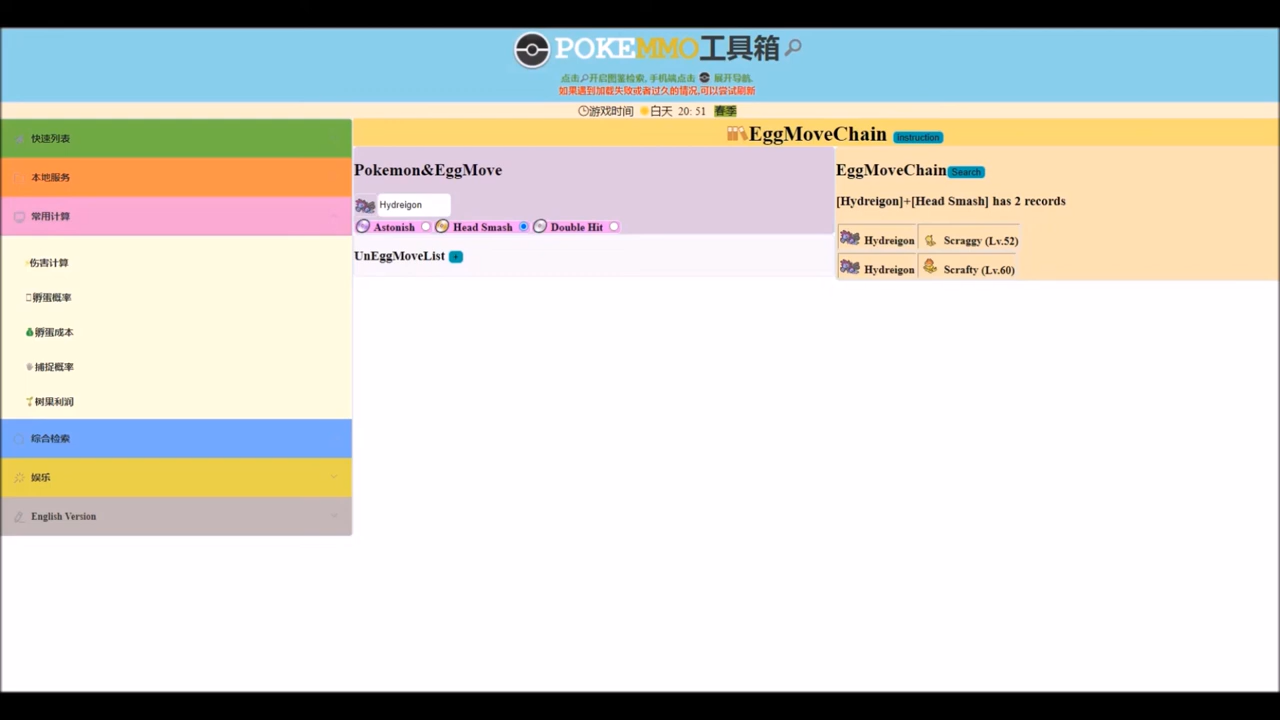 POKEMMO工具箱
点击🔎开启图鉴检索, 手机端点击 展开导航.
如果遇到加载失败或者过久的情况,可以尝试刷新
游戏时间 白天 20: 51 春季
快速列表
本地服务
常用计算
伤害计算
孵蛋概率
孵蛋成本
捕捉概率
树果利润
综合检索
娱乐
English Version
EggMoveChain instruction
Pokemon&EggMove
Hydreigon
Astonish Head Smash Double Hit
UnEggMoveList +
EggMoveChain Search
[Hydreigon]+[Head Smash] has 2 records
Hydreigon Scraggy (Lv.52)
Hydreigon Scrafty (Lv.60)